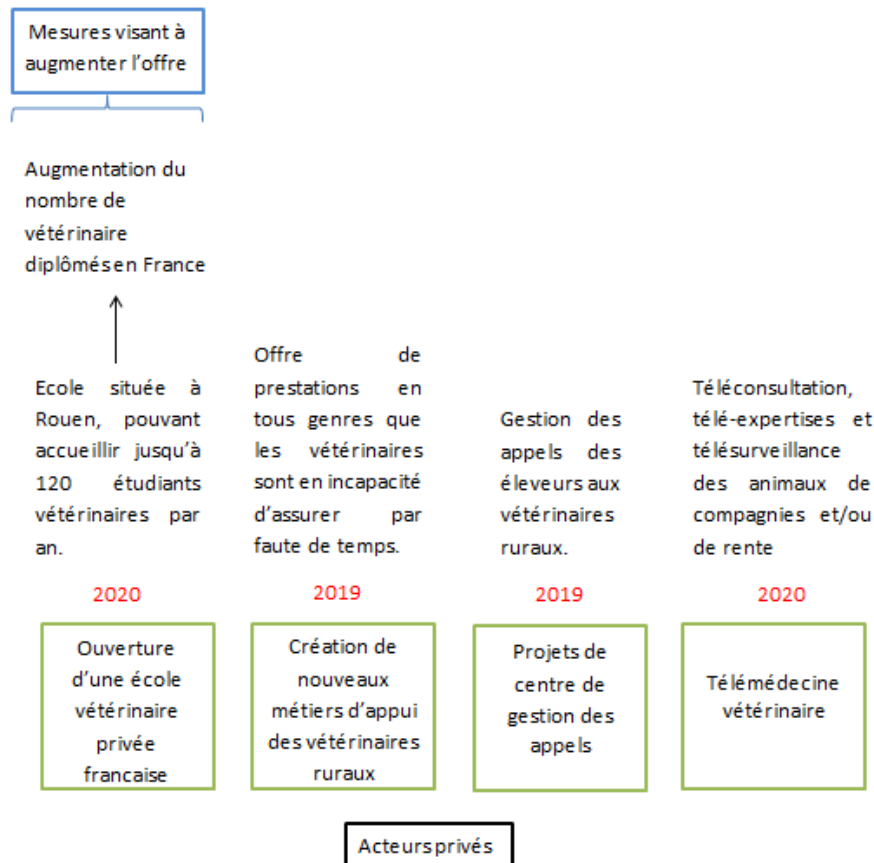 Mesures visant à
augmenter l'offre
Augmentation du
nombre de
vétérinaire
diplômés en France
Ecole située à
Rouen, pouvant
accueillir jusqu'à
120 étudiants
vétérinaires par
an.
2020
Ouverture
d'une école
vétérinaire
privée
francaise
Offre de
prestations en
tous genres que
les vétérinaires
sont en incapacité
d'assurer par
faute de temps.
2019
Création de
nouveaux
métiers d'appui
des vétérinaires
ruraux
Gestion des
appels des
éleveurs aux
vétérinaires
ruraux.
2019
Projets de
centre de
gestion des
appels
Téléconsultation,
télé-expertises et
télésurveillance
des animaux de
compagnies et/ou
de rente
2020
Télémédecine
vétérinaire
Acteurs privés